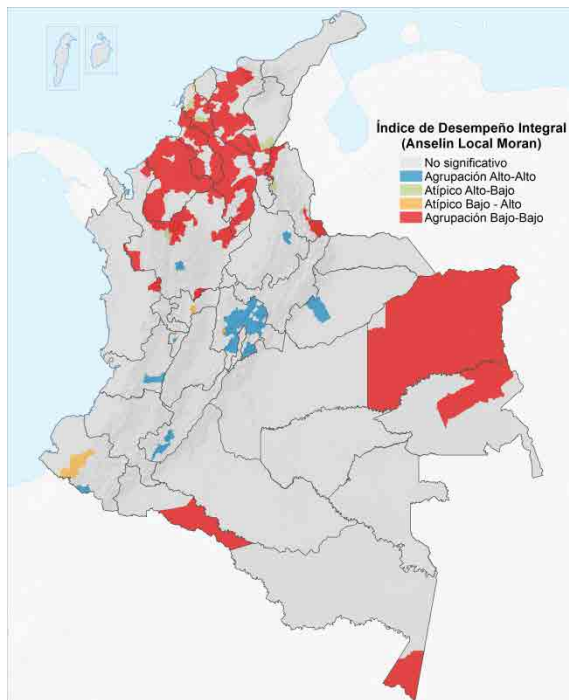 Índice de Desempeño Integral
(Anselin Local Moran)
No significativo
Agrupación Alto-Alto
Atípico Alto-Bajo
Atípico Bajo - Alto
Agrupación Bajo-Bajo